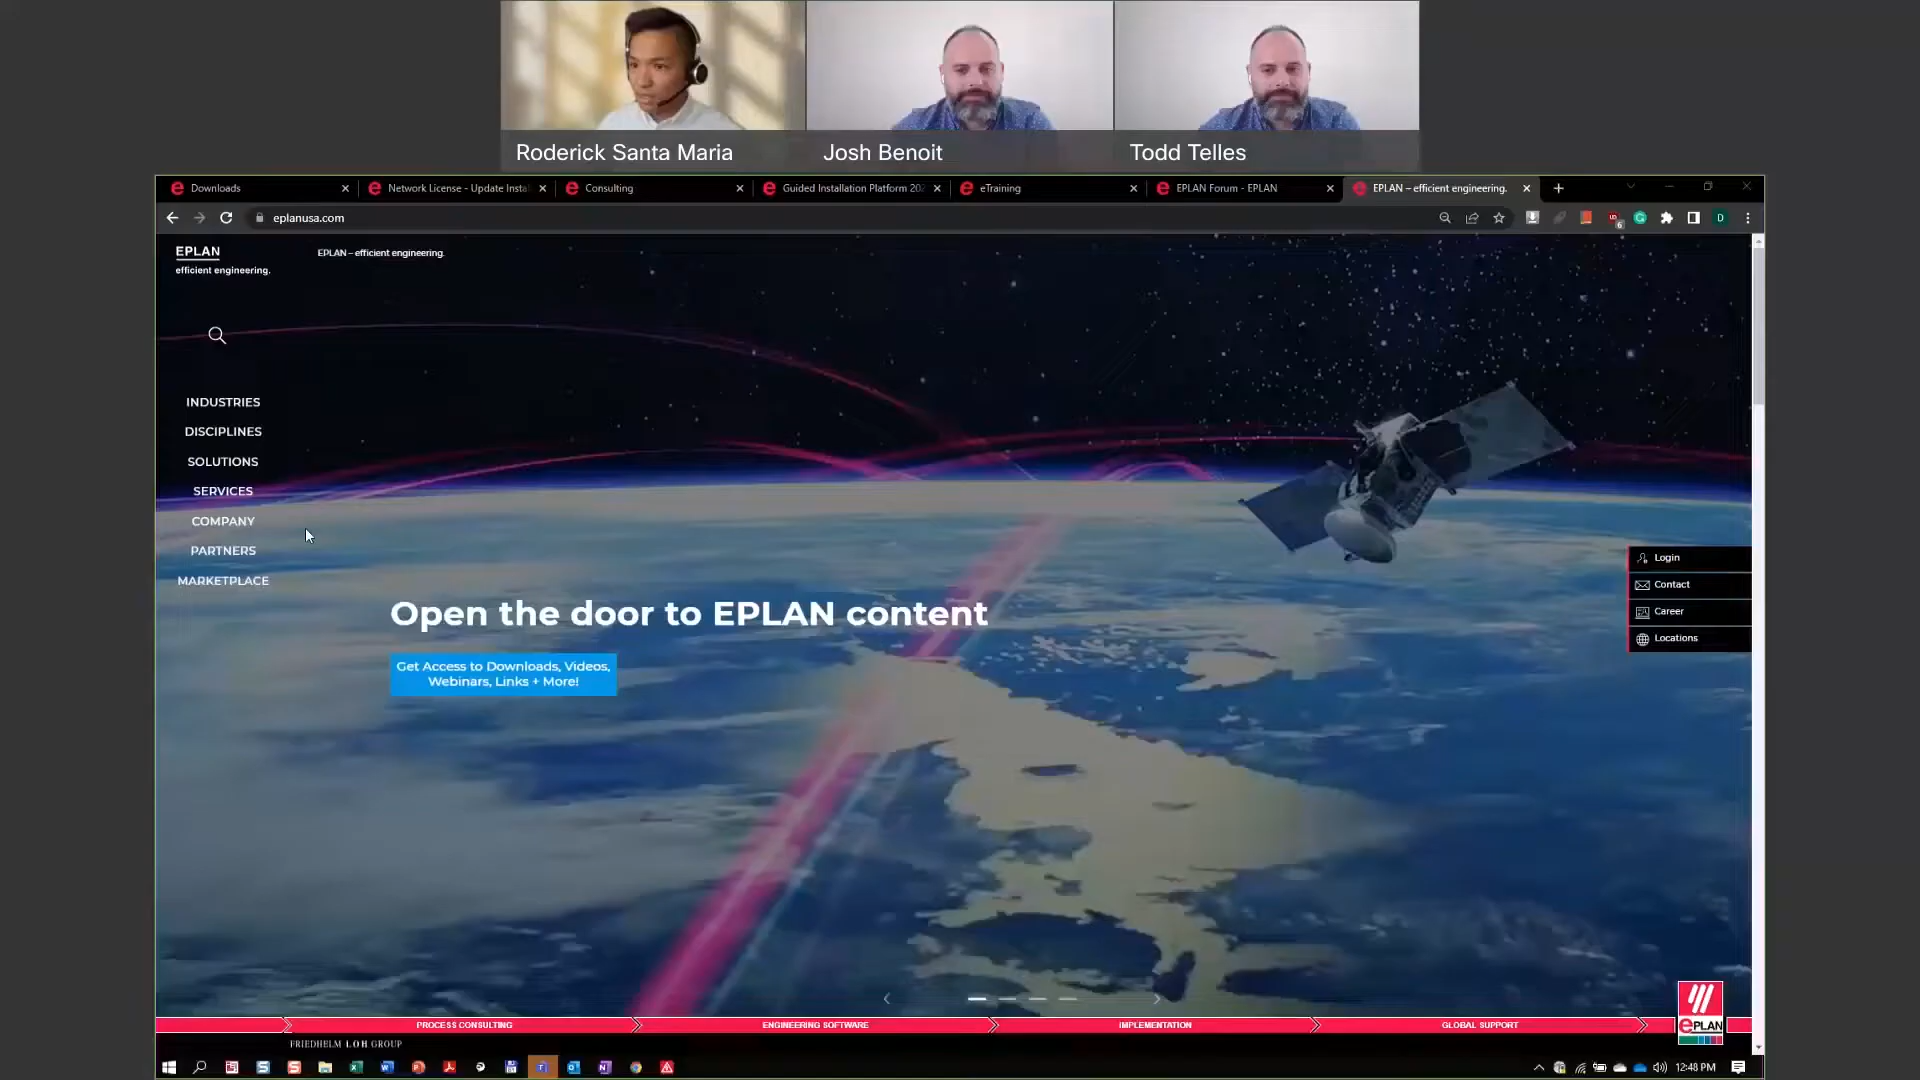 Roderick Santa Maria
Josh Benoit
Todd Telles
Downloads
Network License - Update Insta
Consulting
Guided Installation Platform 202
eTraining
EPLAN Forum - EPLAN
EPLAN – efficient engineering.
eplanusa.com
D
6
EPLAN
efficient engineering.
EPLAN – efficient engineering.
INDUSTRIES
DISCIPLINES
SOLUTIONS
SERVICES
COMPANY
PARTNERS
MARKETPLACE
Open the door to EPLAN content
Get Access to Downloads, Videos,
Webinars, Links + More!
Login
Contact
Career
Locations
PROCESS CONSULTING
ENGINEERING SOFTWARE
IMPLEMENTATION
GLOBAL SUPPORT
ePLAN
FRIEDHELM LOH GROUP
12:48 PM